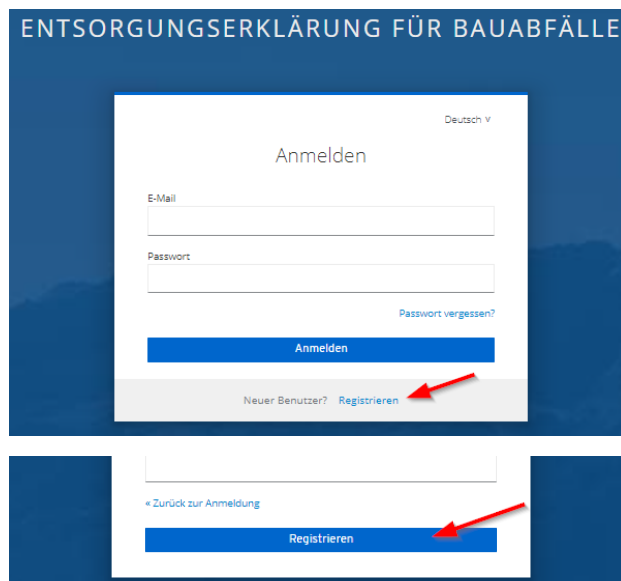 ENTSORGUNGSERKLÄRUNG FÜR BAUABFÄLLE
Deutsch ∨
Anmelden
E-Mail
Passwort
Passwort vergessen?
Anmelden
Neuer Benutzer? Registrieren
« Zurück zur Anmeldung
Registrieren